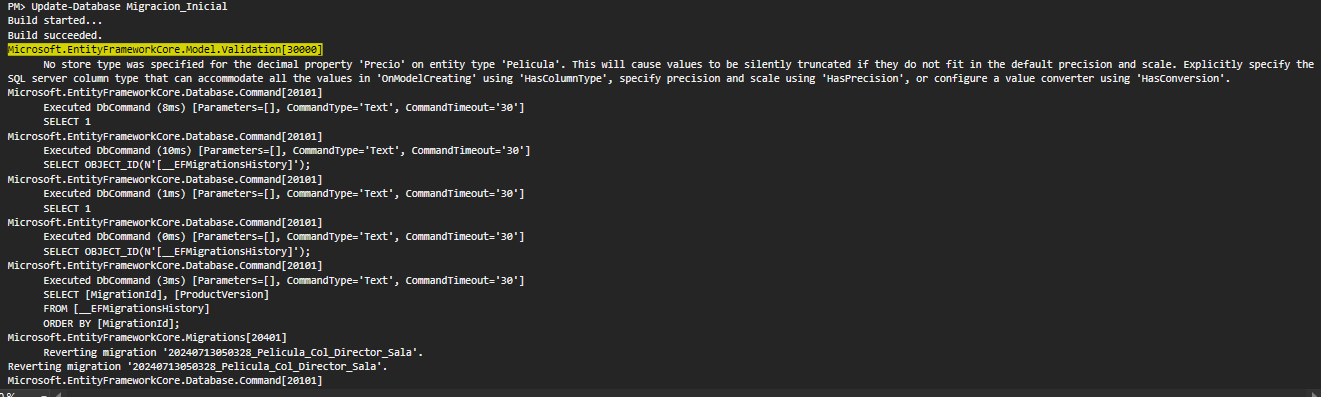 PM> Update-Database Migracion_Inicial
Build started...
Build succeeded.
Microsoft.EntityFrameworkCore.Model.Validation[30000]
No store type was specified for the decimal property 'Precio' on entity type 'Pelicula'. This will cause values to be silently truncated if they do not fit in the default precision and scale. Explicitly specify the
SQL server column type that can accommodate all the values in 'OnModelCreating' using 'HasColumnType', specify precision and scale using 'HasPrecision', or configure a value converter using 'HasConversion'.
Microsoft.EntityFrameworkCore.Database.Command[20101]
Executed DbCommand (8ms) [Parameters=[], CommandType='Text', CommandTimeout='30']
SELECT 1
Microsoft.EntityFrameworkCore.Database.Command[20101]
Executed DbCommand (10ms) [Parameters=[], CommandType='Text', CommandTimeout='30']
SELECT OBJECT_ID(N'[__EFMigrationsHistory]');
Microsoft.EntityFrameworkCore.Database.Command[20101]
Executed DbCommand (1ms) [Parameters=[], CommandType='Text', CommandTimeout='30']
SELECT 1
Microsoft.EntityFrameworkCore.Database.Command[20101]
Executed DbCommand (0ms) [Parameters=[], CommandType='Text', CommandTimeout='30']
SELECT OBJECT_ID(N'[__EFMigrationsHistory]');
Microsoft.EntityFrameworkCore.Database.Command[20101]
Executed DbCommand (3ms) [Parameters=[], CommandType='Text', CommandTimeout='30']
SELECT [MigrationId], [ProductVersion]
FROM [__EFMigrationsHistory]
ORDER BY [MigrationId];
Microsoft.EntityFrameworkCore.Migrations[20401]
Reverting migration '20240713050328_Pelicula_Col_Director_Sala'.
Reverting migration '20240713050328_Pelicula_Col_Director_Sala'.
Microsoft.EntityFrameworkCore.Database.Command[20101]